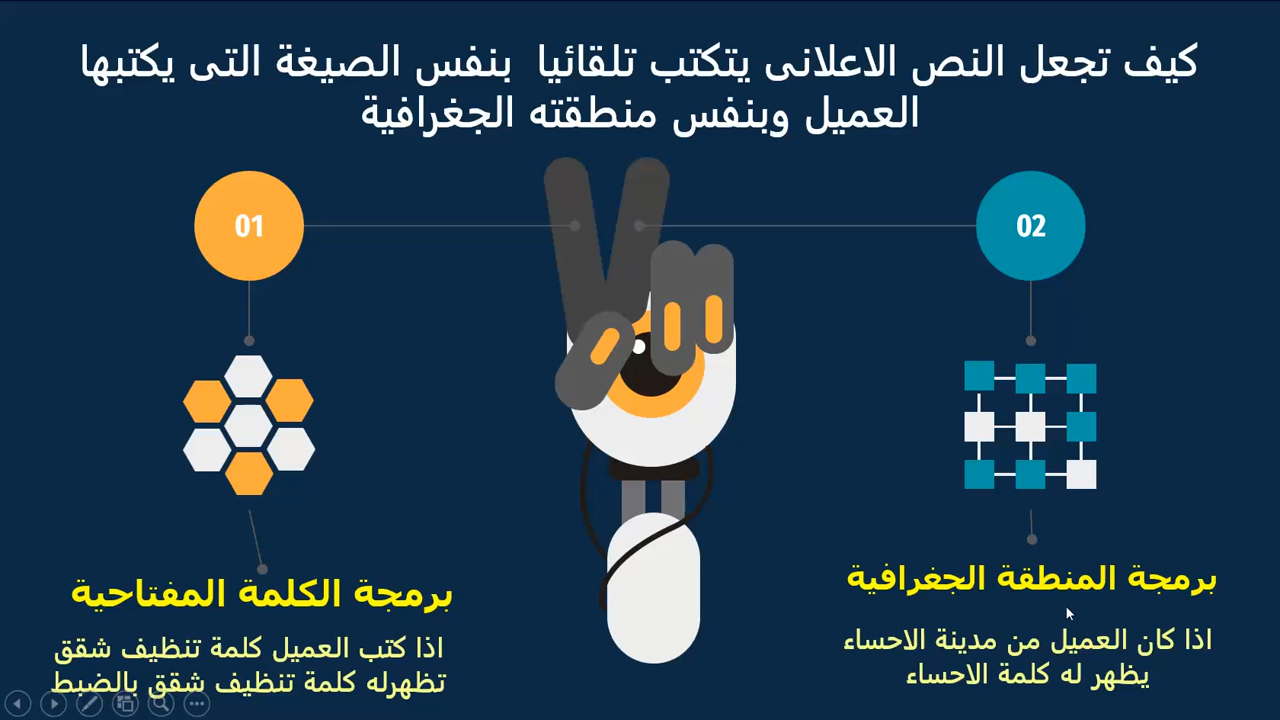 كيف تجعل النص الاعلانى يتكتب تلقائيا بنفس الصيغة التى يكتبها
العميل وبنفس منطقته الجغرافية
01
02
برمجة الكلمة المفتاحية
اذا كتب العميل كلمة تنظيف شقق
تظهرله كلمة تنظيف شقق بالضبط
برمجة المنطقة الجغرافية
اذا كان العميل من مدينة الاحساء
يظهر له كلمة الاحساء